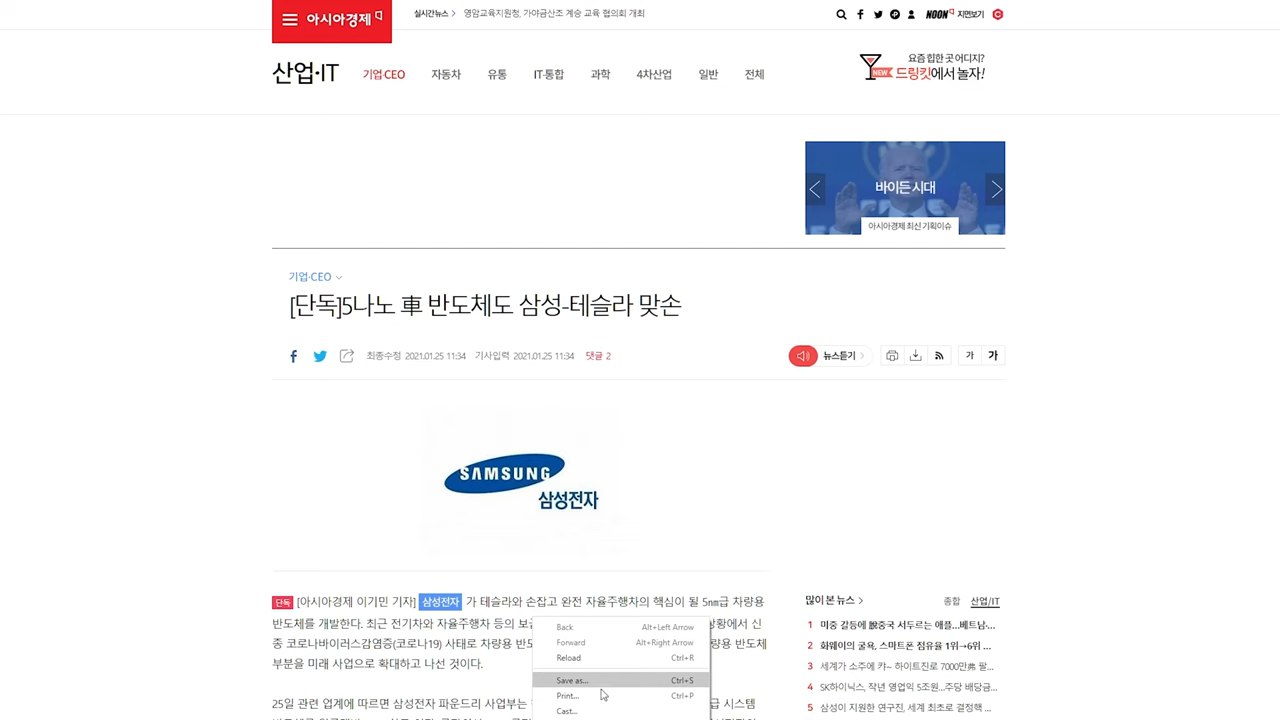 아시아경제
실시간뉴스 > 영암교육지원청, 가야금산조 계승 교육 협의회 개최
NOON 지면보기
산업·IT 기업·CEO 자동차 유통 IT·통합 과학 4차산업 일반 전체
요즘 힙한 곳 어디지?
NEW 드링킷에서 놀자!
바이든 시대
아시아경제 최신 기획이슈
기업·CEO
[단독]5나노 車 반도체도 삼성-테슬라 맞손
최종수정 2021.01.25 11:34 기사입력 2021.01.25 11:34 댓글 2
뉴스듣기 > 가 가
SAMSUNG
삼성전자
단독 [아시아경제 이기민 기자] 삼성전자 가 테슬라와 손잡고 완전 자율주행차의 핵심이 될 5㎚급 차량용
반도체를 개발한다. 최근 전기차와 자율주행차 등의 보 상황에서 신
종 코로나바이러스감염증(코로나19) 사태로 차량용 반도 용 반도체
부분을 미래 사업으로 확대하고 나선 것이다.
25일 관련 업계에 따르면 삼성전자 파운드리 사업부는 급 시스템
Back Alt+Left Arrow
Forward Alt+Right Arrow
Reload Ctrl+R
Save as... Ctrl+S
Print... Ctrl+P
Cast...
많이 본 뉴스 > 종합 산업/IT
1 미중 갈등에 脫중국 서두르는 애플...베트남·...
2 화웨이의 굴욕, 스마트폰 점유율 1위→6위 ...
3 세계가 소주에 캬~ 하이트진로 7000만弗 팔...
4 SK하이닉스, 작년 영업익 5조원...주당 배당금...
5 삼성이 지원한 연구진, 세계 최초로 결정핵 ...